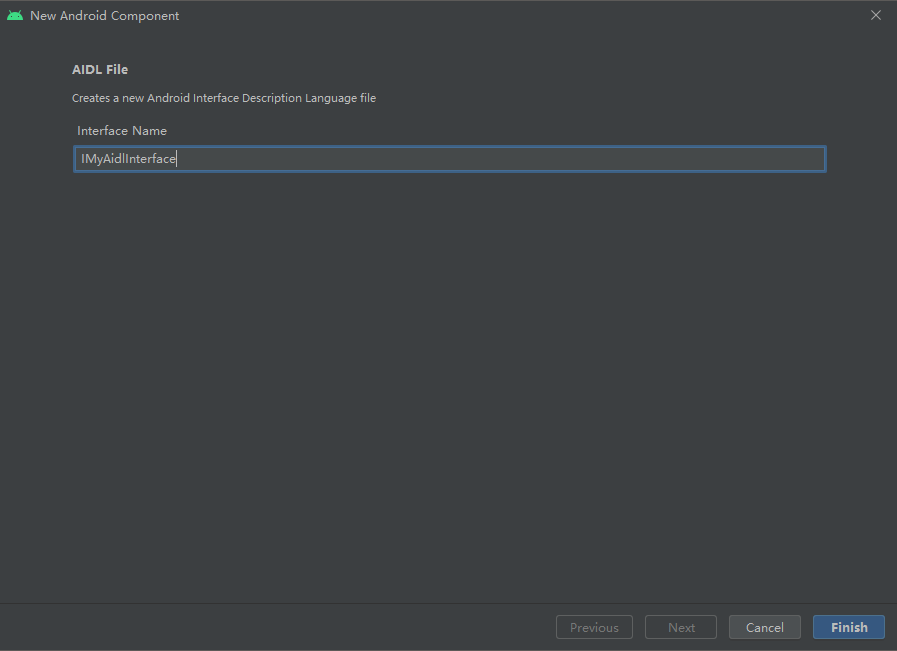 New Android Component
AIDL File
Creates a new Android Interface Description Language file
Interface Name
IMyAidlInterface
Previous Next Cancel Finish